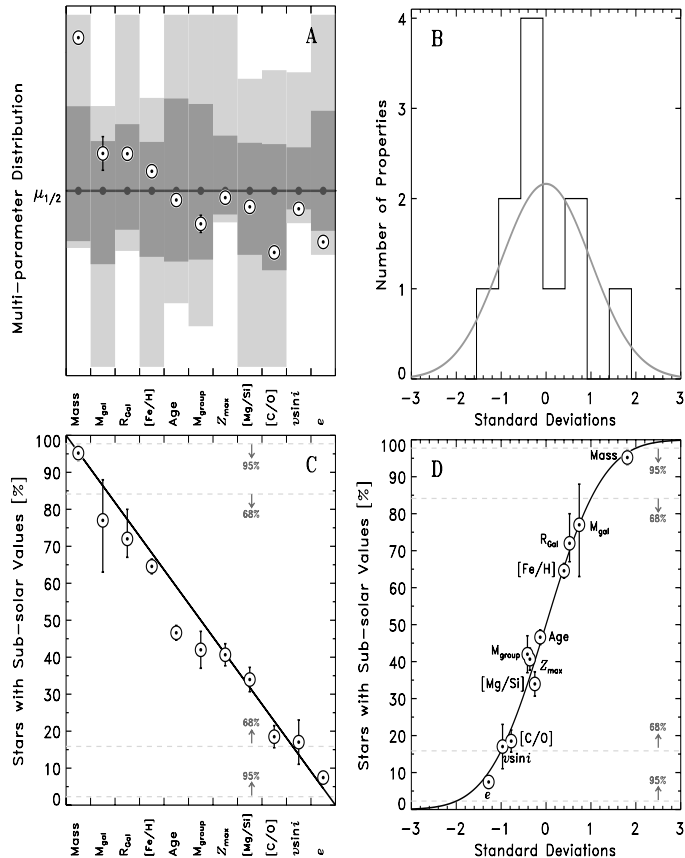 A
Multi-parameter Distribution
μ1/2
Mass
Mgal
RGal
[Fe/H]
Age
Mgroup
Zmax
[Mg/Si]
[C/O]
vsini
e
B
Number of Properties
4
3
2
1
0
−3 −2 −1 0 1 2 3
Standard Deviations
C
Stars with Sub-solar Values [%]
100
90
80
70
60
50
40
30
20
10
0
95%
68%
68%
95%
Mass
Mgal
RGal
[Fe/H]
Age
Mgroup
Zmax
[Mg/Si]
[C/O]
vsini
e
D
Stars with Sub-solar Values [%]
100
90
80
70
60
50
40
30
20
10
0
Mass
95%
68%
Mgal
RGal
[Fe/H]
Age
Mgroup
Zmax
[Mg/Si]
[C/O]
vsini
e
68%
95%
−3 −2 −1 0 1 2 3
Standard Deviations